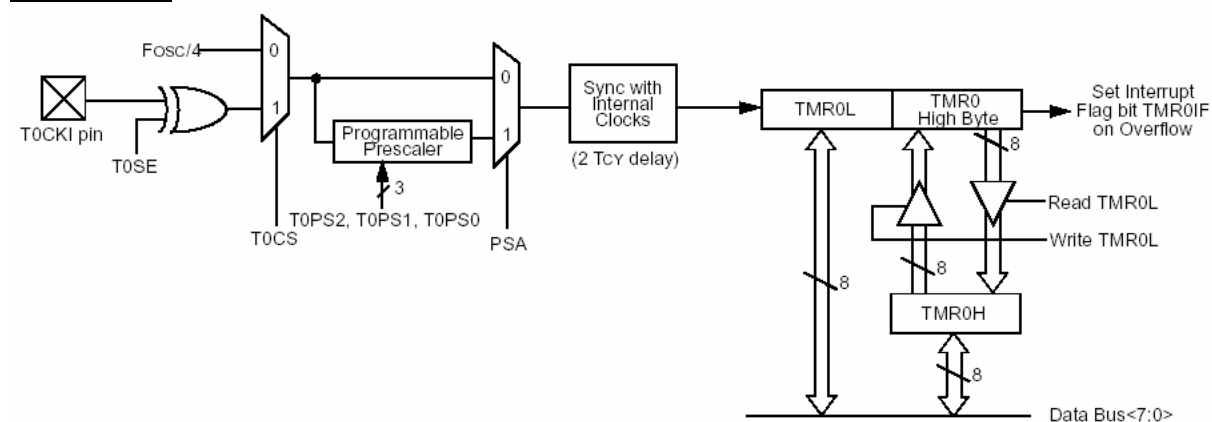 Fosc/4
0
1
T0CKI pin
T0SE
T0CS
Programmable
Prescaler
3
T0PS2, T0PS1, T0PS0
0
1
PSA
Sync with
Internal
Clocks
(2 TCY delay)
TMR0L
TMR0
High Byte
Set Interrupt
Flag bit TMR0IF
on Overflow
8
Read TMR0L
Write TMR0L
8
8
TMR0H
8
Data Bus<7:0>